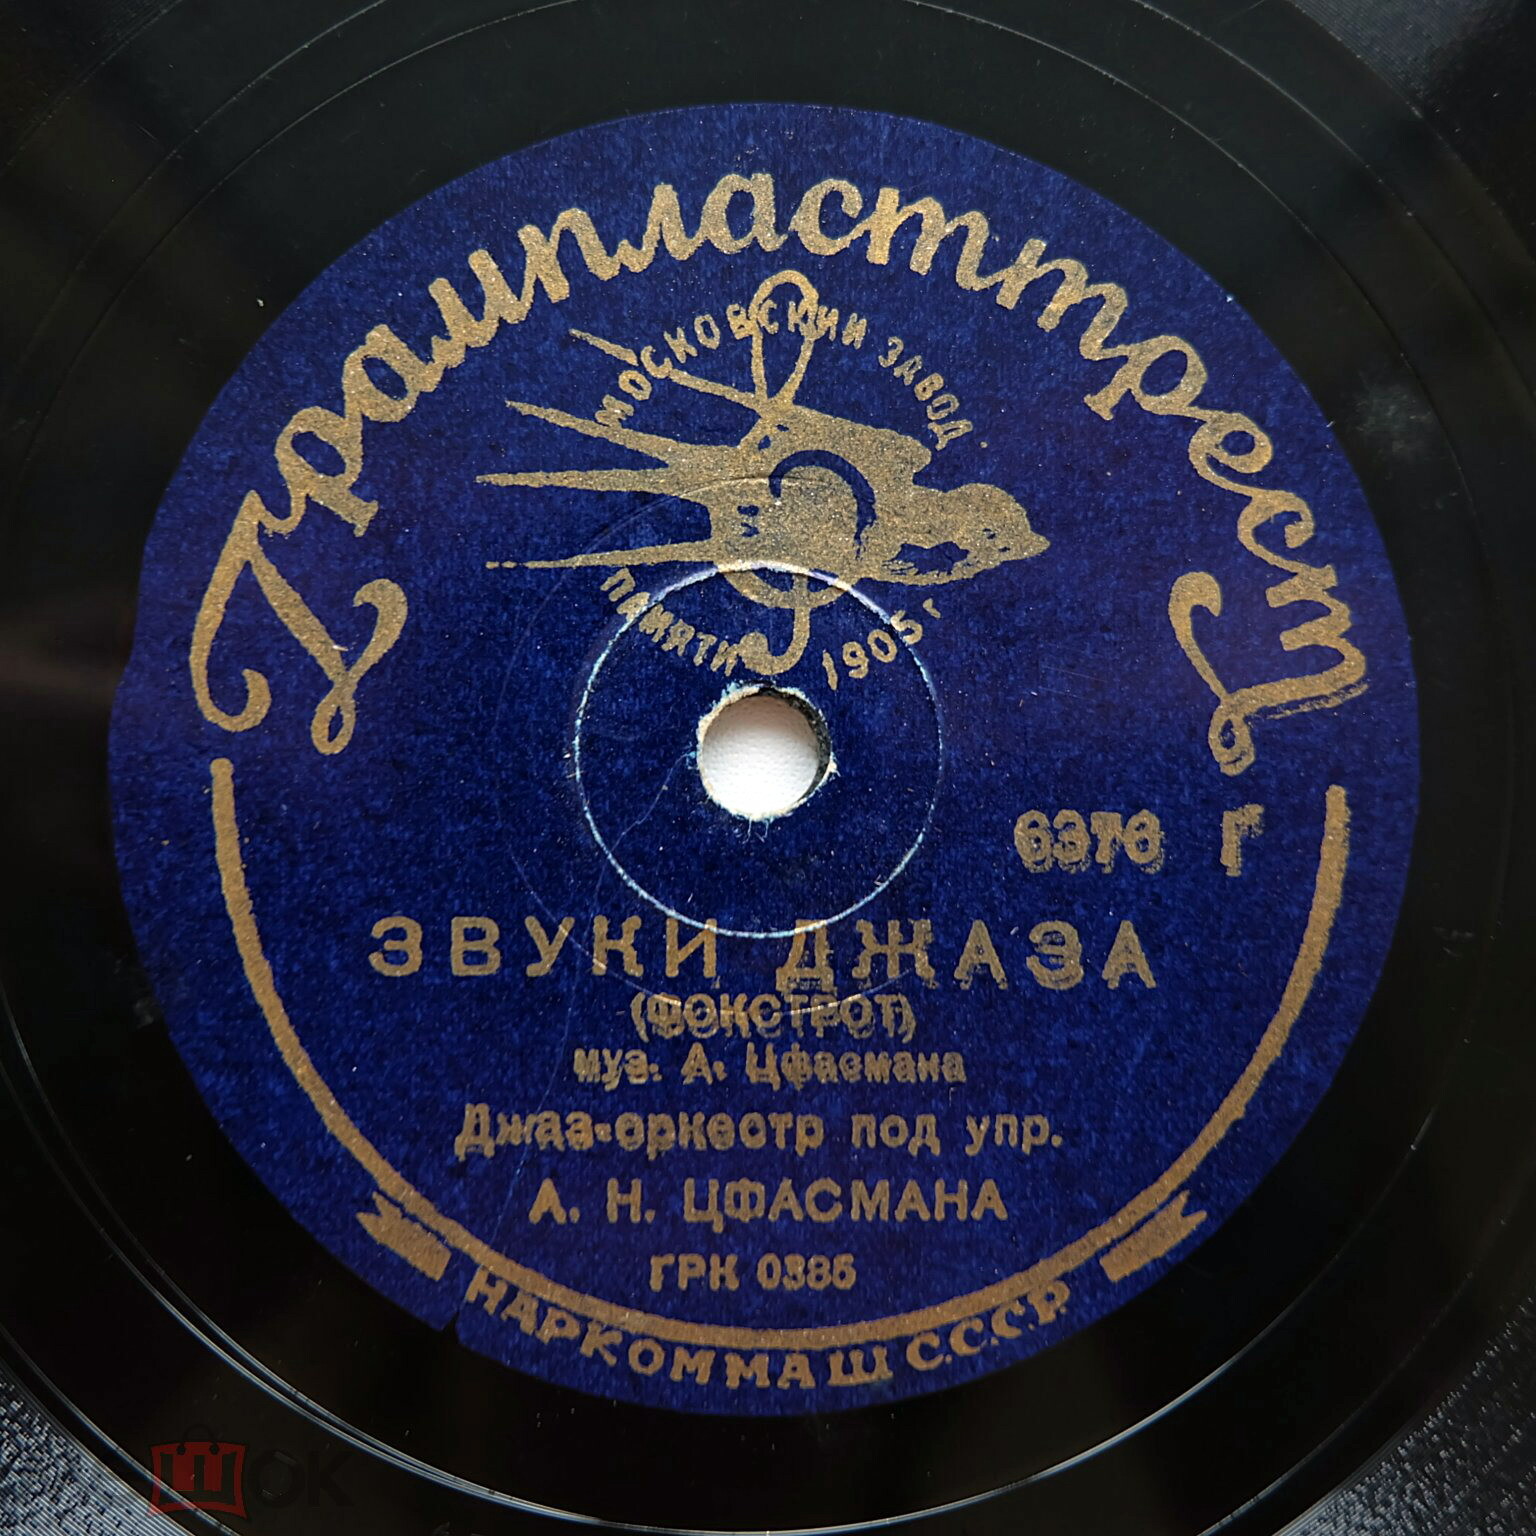 Грампласттрест
МОСКОВСКИЙ ЗАВОД
ПАМЯТИ 1905 г
6376 Г
ЗВУКИ ДЖАЗА
(ФОКСТРОТ)
муз. А. Цфасмана
Джаз-оркестр под упр.
А. Н. ЦФАСМАНА
ГРК 0385
НАРКОММАШ С.С.С.Р.
ШОК